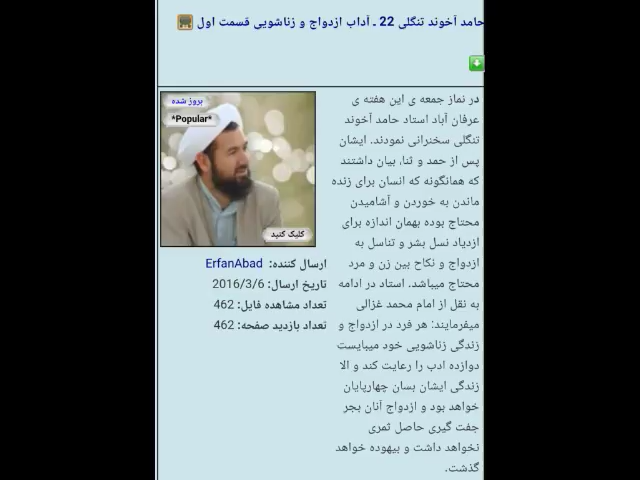 حامد آخوند تنگلی 22 ـ آداب ازدواج و زناشویی قسمت اول
در نماز جمعه ی این هفته ی
عرفان آباد استاد حامد آخوند
تنگلی سخنرانی نمودند. ایشان
پس از حمد و ثنا، بیان داشتند
که همانگونه که انسان برای زنده
ماندن به خوردن و آشامیدن
محتاج بوده بهمان اندازه برای
ازدیاد نسل بشر و تناسل به
ازدواج و نکاح بین زن و مرد
محتاج میباشد. استاد در ادامه
به نقل از امام محمد غزالی
میفرمایند: هر فرد در ازدواج و
زندگی زناشویی خود میبایست
دوازده ادب را رعایت کند و الا
زندگی ایشان بسان چهارپایان
خواهد بود و ازدواج آنان بجر
جفت گیری حاصل ثمری
نخواهد داشت و بیهوده خواهد
گذشت.
بروز شده
*Popular*
کلیک کنید
ارسال کننده: ErfanAbad
تاریخ ارسال: 2016/3/6
تعداد مشاهده فایل: 462
تعداد بازدید صفحه: 462